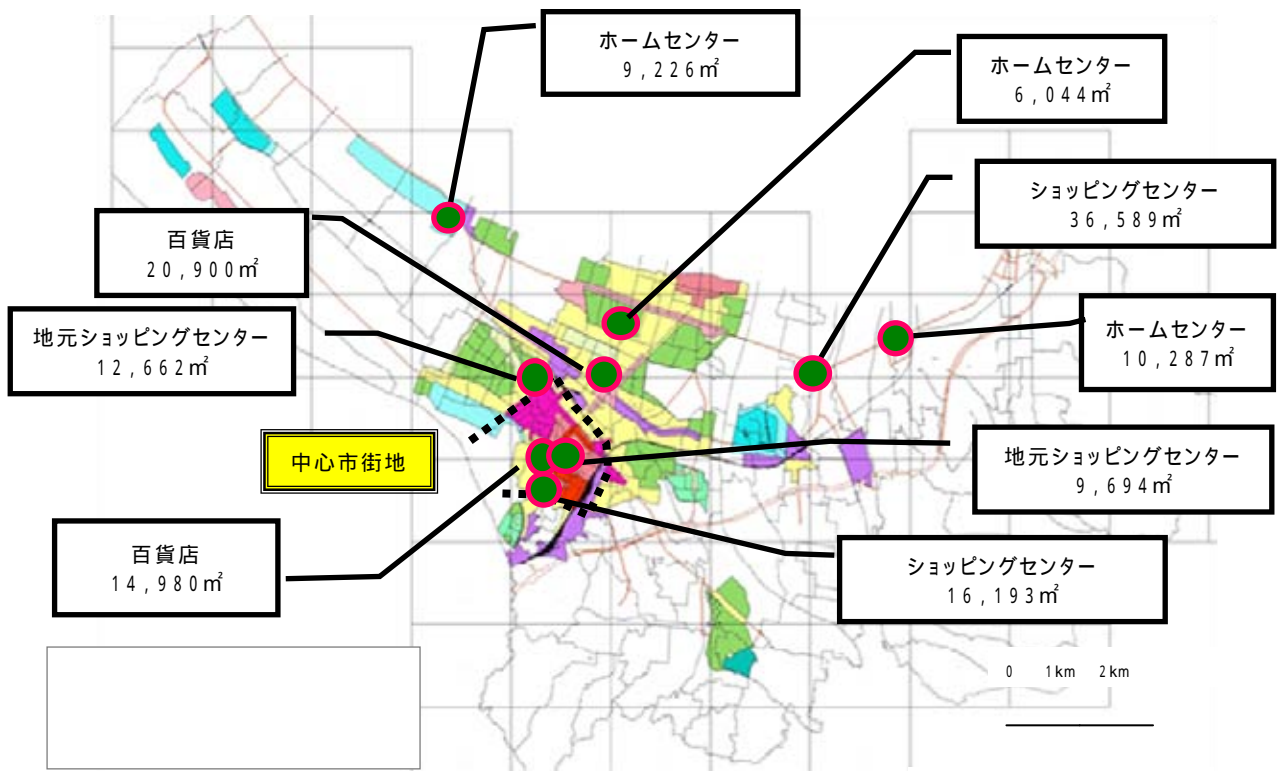 ホームセンター
9,226㎡
ホームセンター
6,044㎡
ショッピングセンター
36,589㎡
百貨店
20,900㎡
地元ショッピングセンター
12,662㎡
ホームセンター
10,287㎡
中心市街地
地元ショッピングセンター
9,694㎡
百貨店
14,980㎡
ショッピングセンター
16,193㎡
0 1km 2km